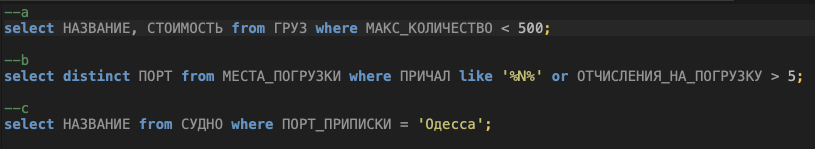 --a
select НАЗВАНИЕ, СТОИМОСТЬ from ГРУЗ where МАКС_КОЛИЧЕСТВО < 500;
--b
select distinct ПОРТ from МЕСТА_ПОГРУЗКИ where ПРИЧАЛ like '%N%' or ОТЧИСЛЕНИЯ_НА_ПОГРУЗКУ > 5;
--c
select НАЗВАНИЕ from СУДНО where ПОРТ_ПРИПИСКИ = 'Одесса';